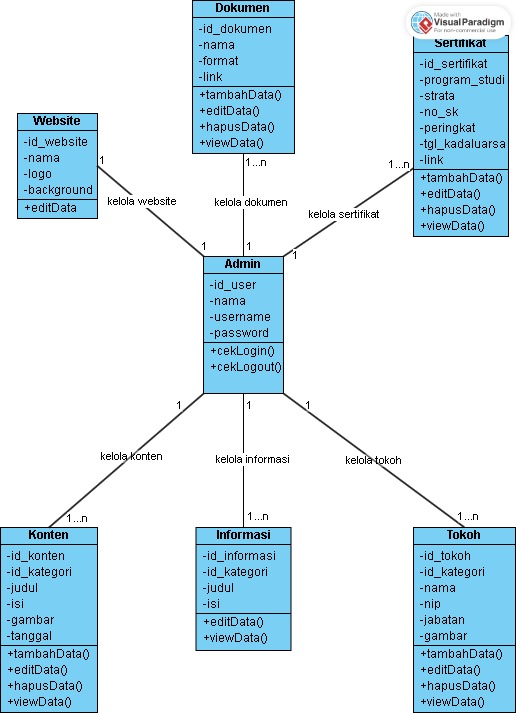 Dokumen
-id_dokumen
-nama
-format
-link
+tambahData()
+editData()
+hapusData()
+viewData()
Made with
Visual Paradigm
For non-commercial use
Sertifikat
-id_sertifikat
-program_studi
-strata
-no_sk
-peringkat
-tgl_kadaluarsa
-link
+tambahData()
+editData()
+hapusData()
+viewData()
Website
-id_website
-nama
-logo
-background
+editData
1
1...n
1...n
kelola website
kelola dokumen
kelola sertifikat
1
1
1
Admin
-id_user
-nama
-username
-password
+cekLogin()
+cekLogout()
1
1
1
kelola konten
kelola informasi
kelola tokoh
1...n
1...n
1...n
Konten
-id_konten
-id_kategori
-judul
-isi
-gambar
-tanggal
+tambahData()
+editData()
+hapusData()
+viewData()
Informasi
-id_informasi
-id_kategori
-judul
-isi
+editData()
+viewData()
Tokoh
-id_tokoh
-id_kategori
-nama
-nip
-jabatan
-gambar
+tambahData()
+editData()
+hapusData()
+viewData()